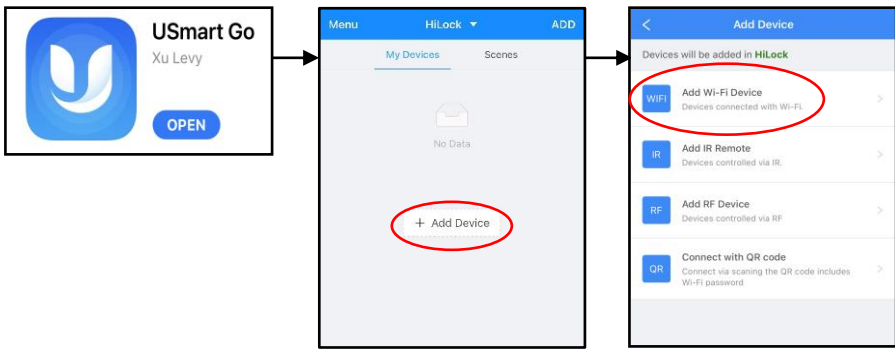 USmart Go
Xu Levy
OPEN
Menu HiLock ▼ ADD
My Devices Scenes
No Data
+ Add Device
< Add Device
Devices will be added in HiLock
WIFI Add Wi-Fi Device
Devices connected with Wi-Fi. >
IR Add IR Remote
Devices controlled via IR. >
RF Add RF Device
Devices controlled via RF >
QR Connect with QR code
Connect via scaning the QR code includes >
Wi-Fi password